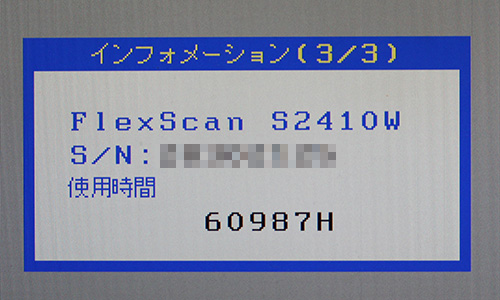 インフォメーション(3/3)
FlexScan S2410W
S/N:
使用時間
60987H